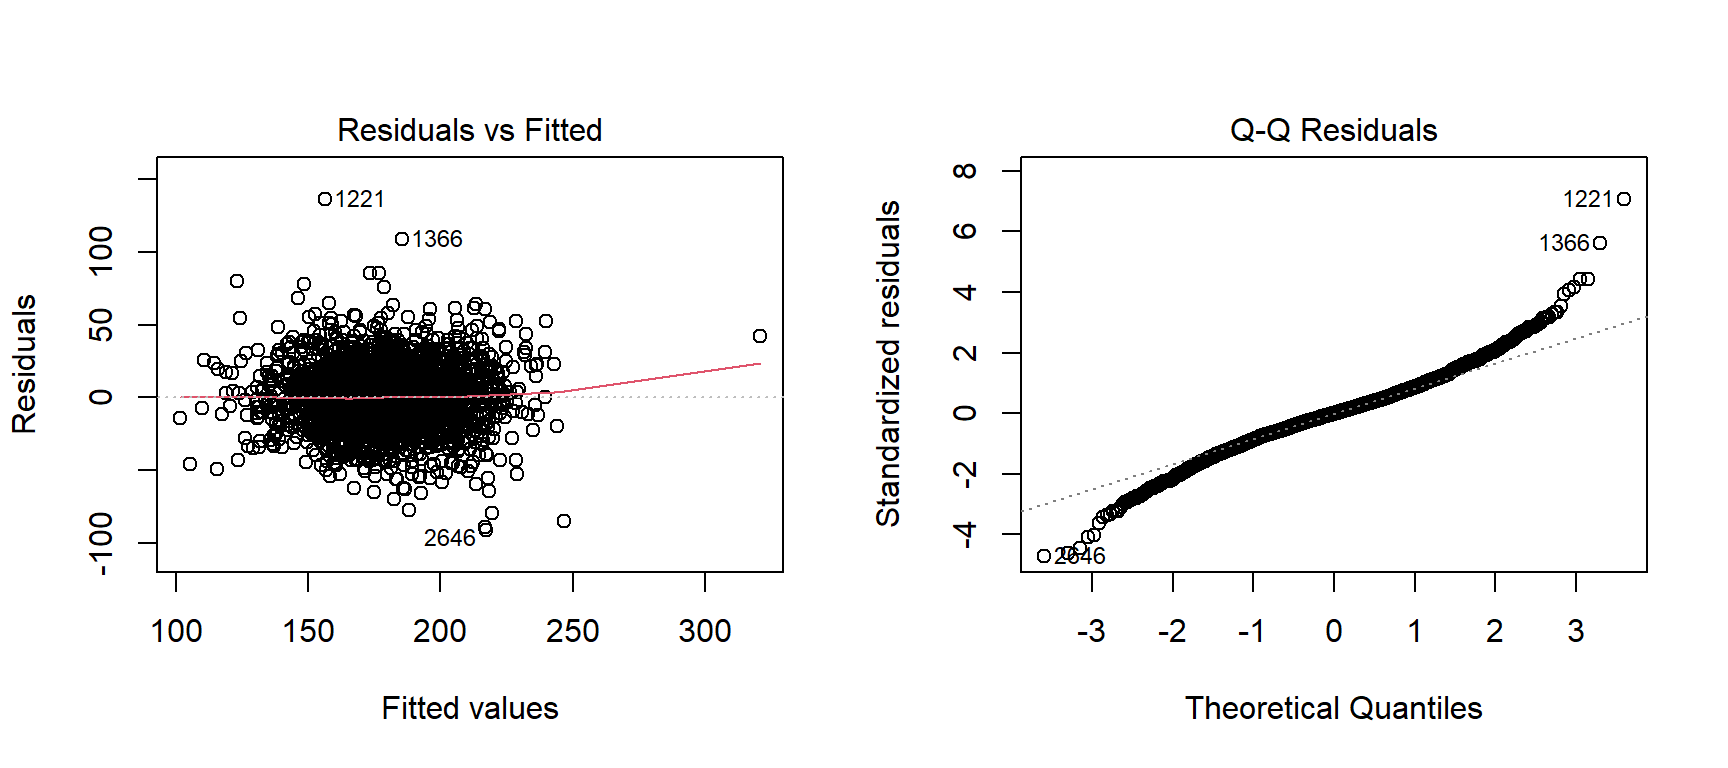 Residuals vs Fitted
Residuals
100
50
0
-100
1221
1366
2646
100 150 200 250 300
Fitted values
Q-Q Residuals
Standardized residuals
8
6
4
2
0
-2
-4
1221
1366
2646
-3 -2 -1 0 1 2 3
Theoretical Quantiles